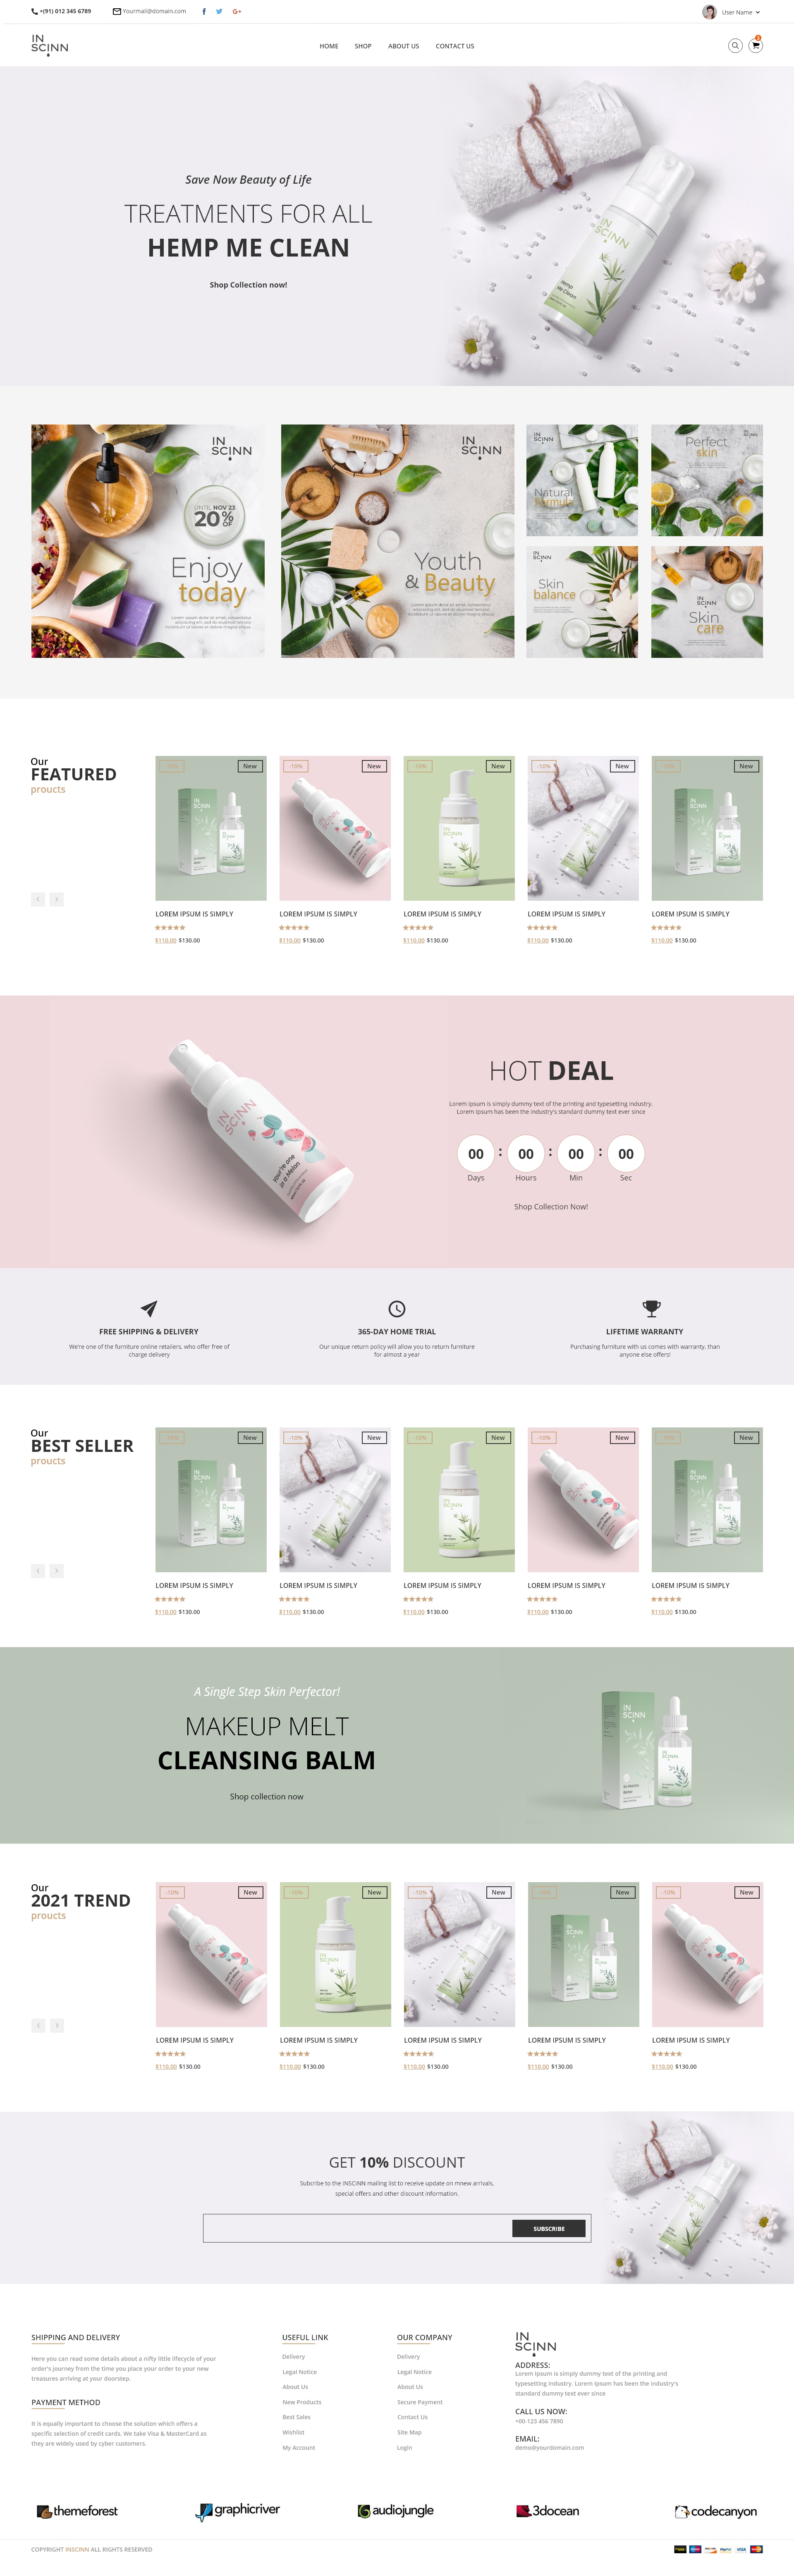 +(91) 012 345 6789
Yourmail@domain.com
User Name
IN
SCINN
HOME
SHOP
ABOUT US
CONTACT US
Save Now Beauty of Life
TREATMENTS FOR ALL
HEMP ME CLEAN
Shop Collection now!
IN
SCINN
Hemp
Me Clean
IN
SCINN
UNTIL NOV 23
20%
OF
Enjoy
today
IN
SCINN
Youth
& Beauty
IN
SCINN
Natural
formula
Perfect
skin
IN
SCINN
Skin
balance
IN
SCINN
Skin
care
Our
FEATURED
proucts
-10%
New
LOREM IPSUM IS SIMPLY
$110.00 $130.00
-10%
New
LOREM IPSUM IS SIMPLY
$110.00 $130.00
-10%
New
LOREM IPSUM IS SIMPLY
$110.00 $130.00
-10%
New
LOREM IPSUM IS SIMPLY
$110.00 $130.00
-10%
New
LOREM IPSUM IS SIMPLY
$110.00 $130.00
IN
SCINN
You're one
in a Melon
HOT DEAL
Lorem Ipsum is simply dummy text of the printing and typesetting industry.
Lorem Ipsum has been the industry's standard dummy text ever since
00 : 00 : 00 : 00
Days Hours Min Sec
Shop Collection Now!
FREE SHIPPING & DELIVERY
We're one of the furniture online retailers, who offer free of
charge delivery
365-DAY HOME TRIAL
Our unique return policy will allow you to return furniture
for almost a year
LIFETIME WARRANTY
Purchasing furniture with us comes with warranty, than
anyone else offers!
Our
BEST SELLER
proucts
-10%
New
LOREM IPSUM IS SIMPLY
$110.00 $130.00
-10%
New
LOREM IPSUM IS SIMPLY
$110.00 $130.00
-10%
New
LOREM IPSUM IS SIMPLY
$110.00 $130.00
-10%
New
LOREM IPSUM IS SIMPLY
$110.00 $130.00
-10%
New
LOREM IPSUM IS SIMPLY
$110.00 $130.00
A Single Step Skin Perfector!
MAKEUP MELT
CLEANSING BALM
Shop collection now
IN
SCINN
IN
SCINN
Our
2021 TREND
proucts
-10%
New
LOREM IPSUM IS SIMPLY
$110.00 $130.00
-10%
New
LOREM IPSUM IS SIMPLY
$110.00 $130.00
-10%
New
LOREM IPSUM IS SIMPLY
$110.00 $130.00
-10%
New
LOREM IPSUM IS SIMPLY
$110.00 $130.00
-10%
New
LOREM IPSUM IS SIMPLY
$110.00 $130.00
GET 10% DISCOUNT
Subcribe to the INSCINN mailing list to receive update on mnew arrivals,
special offers and other discount information.
SUBSCRIBE
SHIPPING AND DELIVERY
Here you can read some details about a nifty little lifecycle of your
order's journey from the time you place your order to your new
treasures arriving at your doorstep.
PAYMENT METHOD
It is equally important to choose the solution which offers a
specific selection of credit cards. We take Visa & MasterCard as
they are widely used by cyber customers.
USEFUL LINK
Delivery
Legal Notice
About Us
New Products
Best Sales
Wishlist
My Account
OUR COMPANY
Delivery
Legal Notice
About Us
Secure Payment
Contact Us
Site Map
Login
IN
SCINN
ADDRESS:
Lorem Ipsum is simply dummy text of the printing and
typesetting industry. Lorem Ipsum has been the industry's
standard dummy text ever since
CALL US NOW:
+00-123 456 7890
EMAIL:
demo@yourdomain.com
themeforest
graphicriver
audiojungle
3docean
codecanyon
COPYRIGHT INSCINN ALL RIGHTS RESERVED
VISA